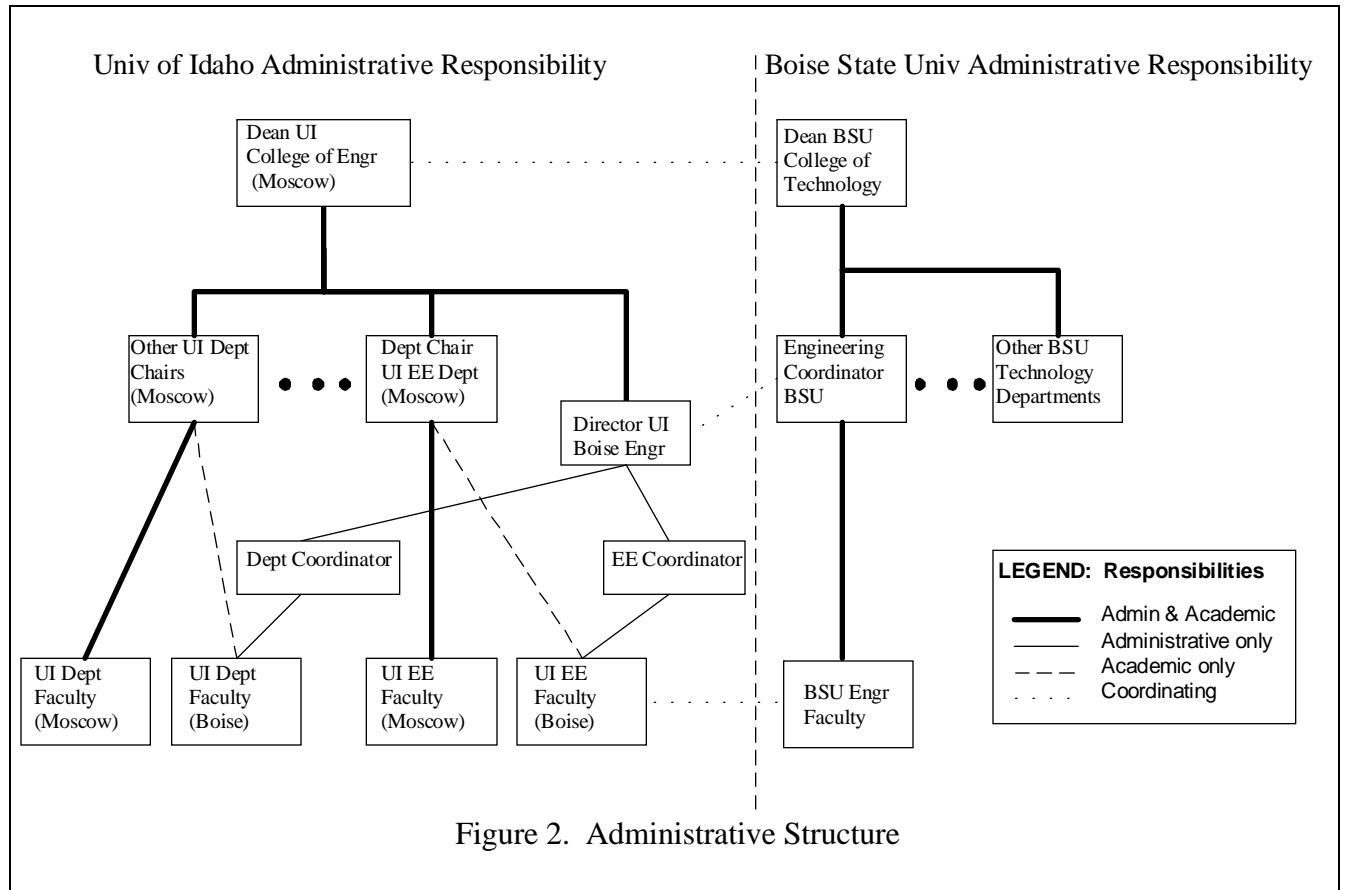 Univ of Idaho Administrative Responsibility
Boise State Univ Administrative Responsibility
Dean UI
College of Engr
(Moscow)
Dean BSU
College of
Technology
Other UI Dept
Chairs
(Moscow)
Dept Chair
UI EE Dept
(Moscow)
Director UI
Boise Engr
Engineering
Coordinator
BSU
Other BSU
Technology
Departments
Dept Coordinator
EE Coordinator
UI Dept
Faculty
(Moscow)
UI Dept
Faculty
(Boise)
UI EE
Faculty
(Moscow)
UI EE
Faculty
(Boise)
BSU Engr
Faculty
LEGEND: Responsibilities
Admin & Academic
Administrative only
Academic only
Coordinating
Figure 2. Administrative Structure